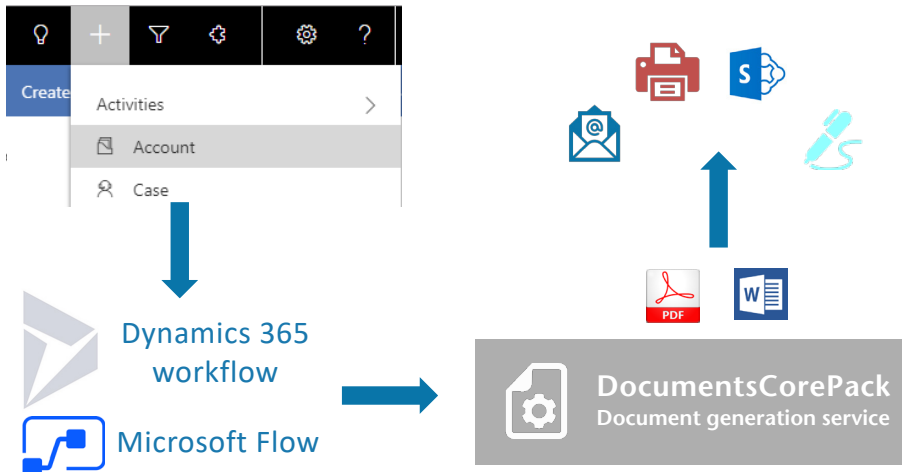 Create
Activities
Account
Case
Dynamics 365
workflow
Microsoft Flow
@
S
PDF
W
DocumentsCorePack
Document generation service